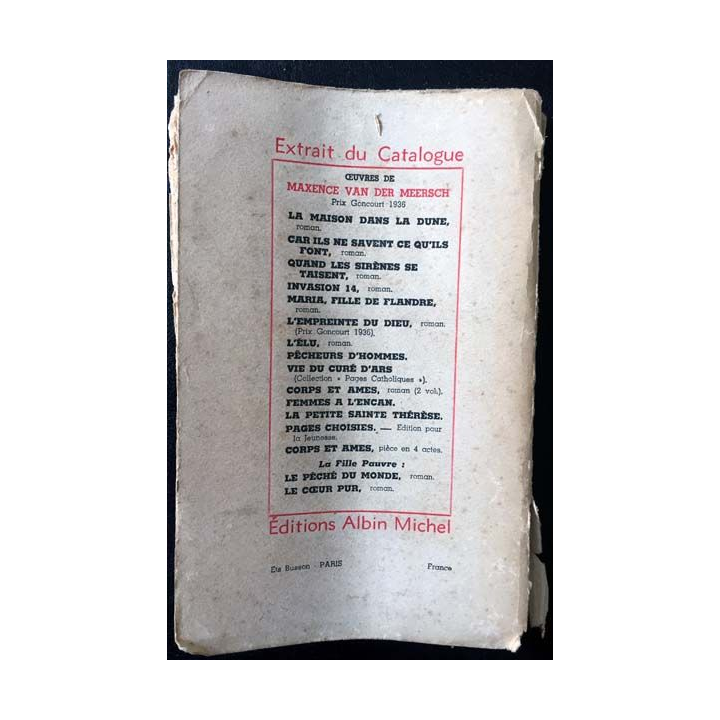 Extrait du Catalogue
ŒUVRES DE
MAXENCE VAN DER MEERSCH
Prix Goncourt 1936
LA MAISON DANS LA DUNE,
roman.
CAR ILS NE SAVENT CE QU'ILS
FONT, roman.
QUAND LES SIRÈNES SE
TAISENT, roman.
INVASION 14, roman.
MARIA, FILLE DE FLANDRE,
roman.
L'EMPREINTE DU DIEU, roman.
(Prix Goncourt 1936).
L'ÉLU, roman.
PÊCHEURS D'HOMMES.
VIE DU CURÉ D'ARS
(Collection « Pages Catholiques »).
CORPS ET AMES, roman (2 vol.).
FEMMES A L'ENCAN.
LA PETITE SAINTE THÉRÈSE.
PAGES CHOISIES. — Edition pour
la Jeunesse.
CORPS ET AMES, pièce en 4 actes.
La Fille Pauvre :
LE PÉCHÉ DU MONDE, roman.
LE CŒUR PUR, roman.
Éditions Albin Michel
Ets Busson - PARIS France